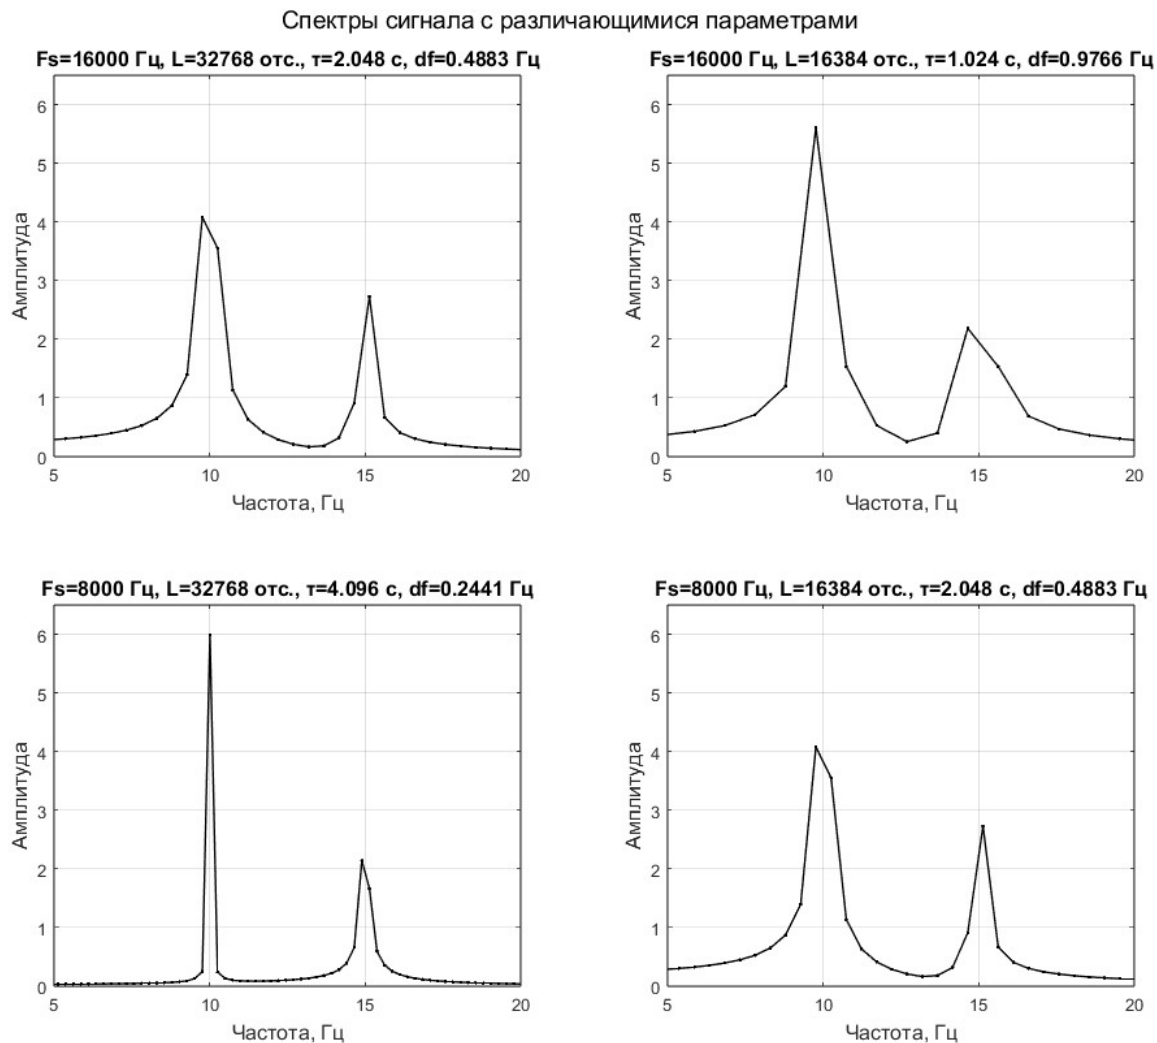 Спектры сигнала с различающимися параметрами
Fs=16000 Гц, L=32768 отс., τ=2.048 с, df=0.4883 Гц
6
5
4
3
2
1
0
Амплитуда
5 10 15 20
Частота, Гц
Fs=16000 Гц, L=16384 отс., τ=1.024 с, df=0.9766 Гц
6
5
4
3
2
1
0
Амплитуда
5 10 15 20
Частота, Гц
Fs=8000 Гц, L=32768 отс., τ=4.096 с, df=0.2441 Гц
6
5
4
3
2
1
0
Амплитуда
5 10 15 20
Частота, Гц
Fs=8000 Гц, L=16384 отс., τ=2.048 с, df=0.4883 Гц
6
5
4
3
2
1
0
Амплитуда
5 10 15 20
Частота, Гц